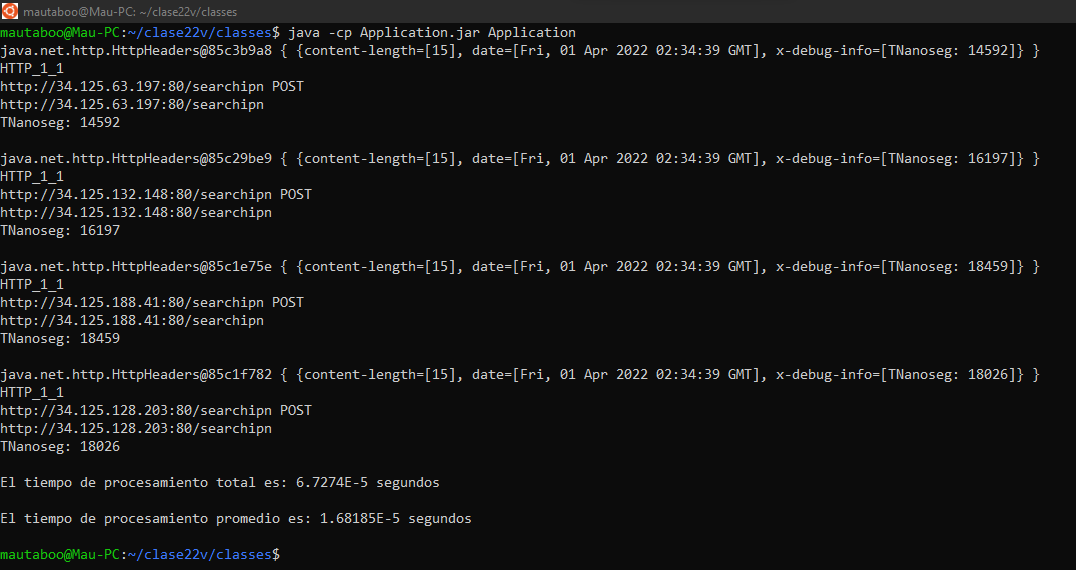 mautaboo@Mau-PC: ~/clase22v/classes
mautaboo@Mau-PC:~/clase22v/classes$ java -cp Application.jar Application
java.net.http.HttpHeaders@85c3b9a8 { {content-length=[15], date=[Fri, 01 Apr 2022 02:34:39 GMT], x-debug-info=[TNanoseg: 14592]} }
HTTP_1_1
http://34.125.63.197:80/searchipn POST
http://34.125.63.197:80/searchipn
TNanoseg: 14592
java.net.http.HttpHeaders@85c29be9 { {content-length=[15], date=[Fri, 01 Apr 2022 02:34:39 GMT], x-debug-info=[TNanoseg: 16197]} }
HTTP_1_1
http://34.125.132.148:80/searchipn POST
http://34.125.132.148:80/searchipn
TNanoseg: 16197
java.net.http.HttpHeaders@85c1e75e { {content-length=[15], date=[Fri, 01 Apr 2022 02:34:39 GMT], x-debug-info=[TNanoseg: 18459]} }
HTTP_1_1
http://34.125.188.41:80/searchipn POST
http://34.125.188.41:80/searchipn
TNanoseg: 18459
java.net.http.HttpHeaders@85c1f782 { {content-length=[15], date=[Fri, 01 Apr 2022 02:34:39 GMT], x-debug-info=[TNanoseg: 18026]} }
HTTP_1_1
http://34.125.128.203:80/searchipn POST
http://34.125.128.203:80/searchipn
TNanoseg: 18026
El tiempo de procesamiento total es: 6.7274E-5 segundos
El tiempo de procesamiento promedio es: 1.68185E-5 segundos
mautaboo@Mau-PC:~/clase22v/classes$